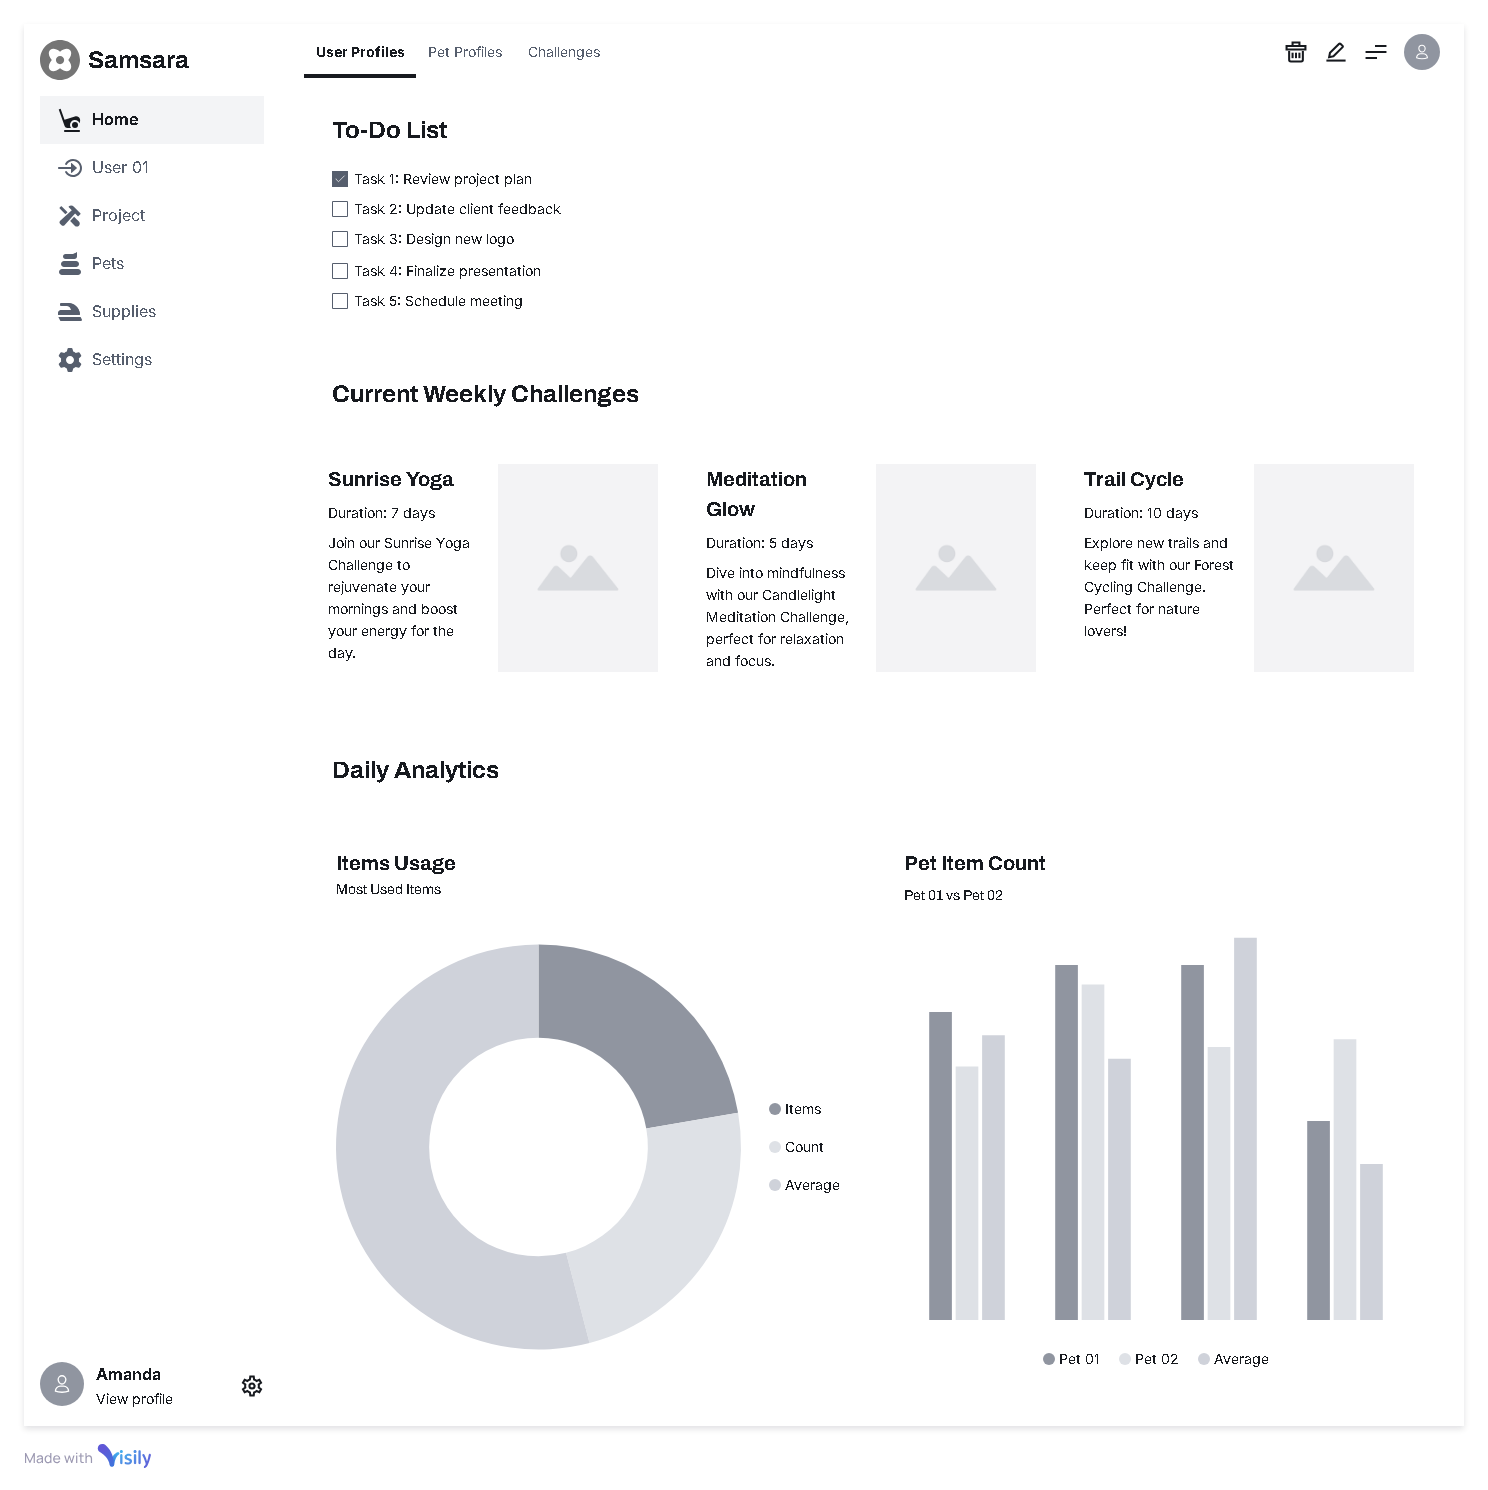 Samsara
Home
User 01
Project
Pets
Supplies
Settings
User Profiles
Pet Profiles
Challenges
To-Do List
Task 1: Review project plan
Task 2: Update client feedback
Task 3: Design new logo
Task 4: Finalize presentation
Task 5: Schedule meeting
Current Weekly Challenges
Sunrise Yoga
Duration: 7 days
Join our Sunrise Yoga
Challenge to
rejuvenate your
mornings and boost
your energy for the
day.
Meditation
Glow
Duration: 5 days
Dive into mindfulness
with our Candlelight
Meditation Challenge,
perfect for relaxation
and focus.
Trail Cycle
Duration: 10 days
Explore new trails and
keep fit with our Forest
Cycling Challenge.
Perfect for nature
lovers!
Daily Analytics
Items Usage
Most Used Items
Items
Count
Average
Pet Item Count
Pet 01 vs Pet 02
Pet 01
Pet 02
Average
Amanda
View profile
Made with Visily